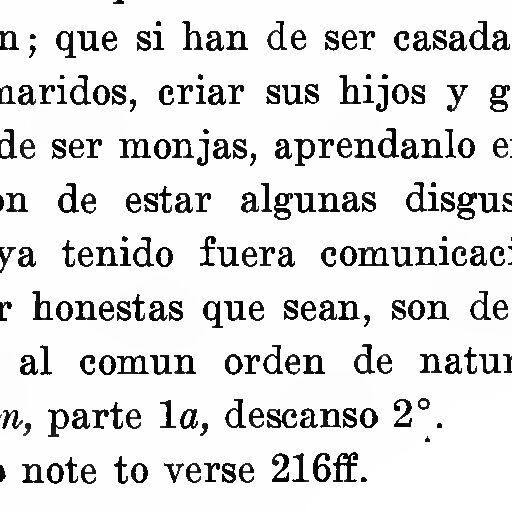 n; que si han de ser casada
maridos, criar sus hijos y g
de ser monjas, aprendanlo e
on de estar algunas disgus
ya tenido fuera comunicaci
r honestas que sean, son de
al comun orden de natur
n, parte 1a, descanso 2°.
note to verse 216ff.